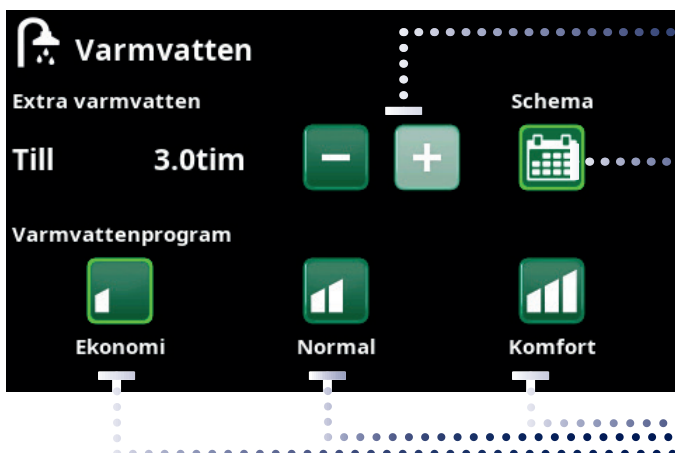 Varmvatten
Extra varmvatten
Schema
Till 3.0tim
Varmvattenprogram
Ekonomi Normal Komfort